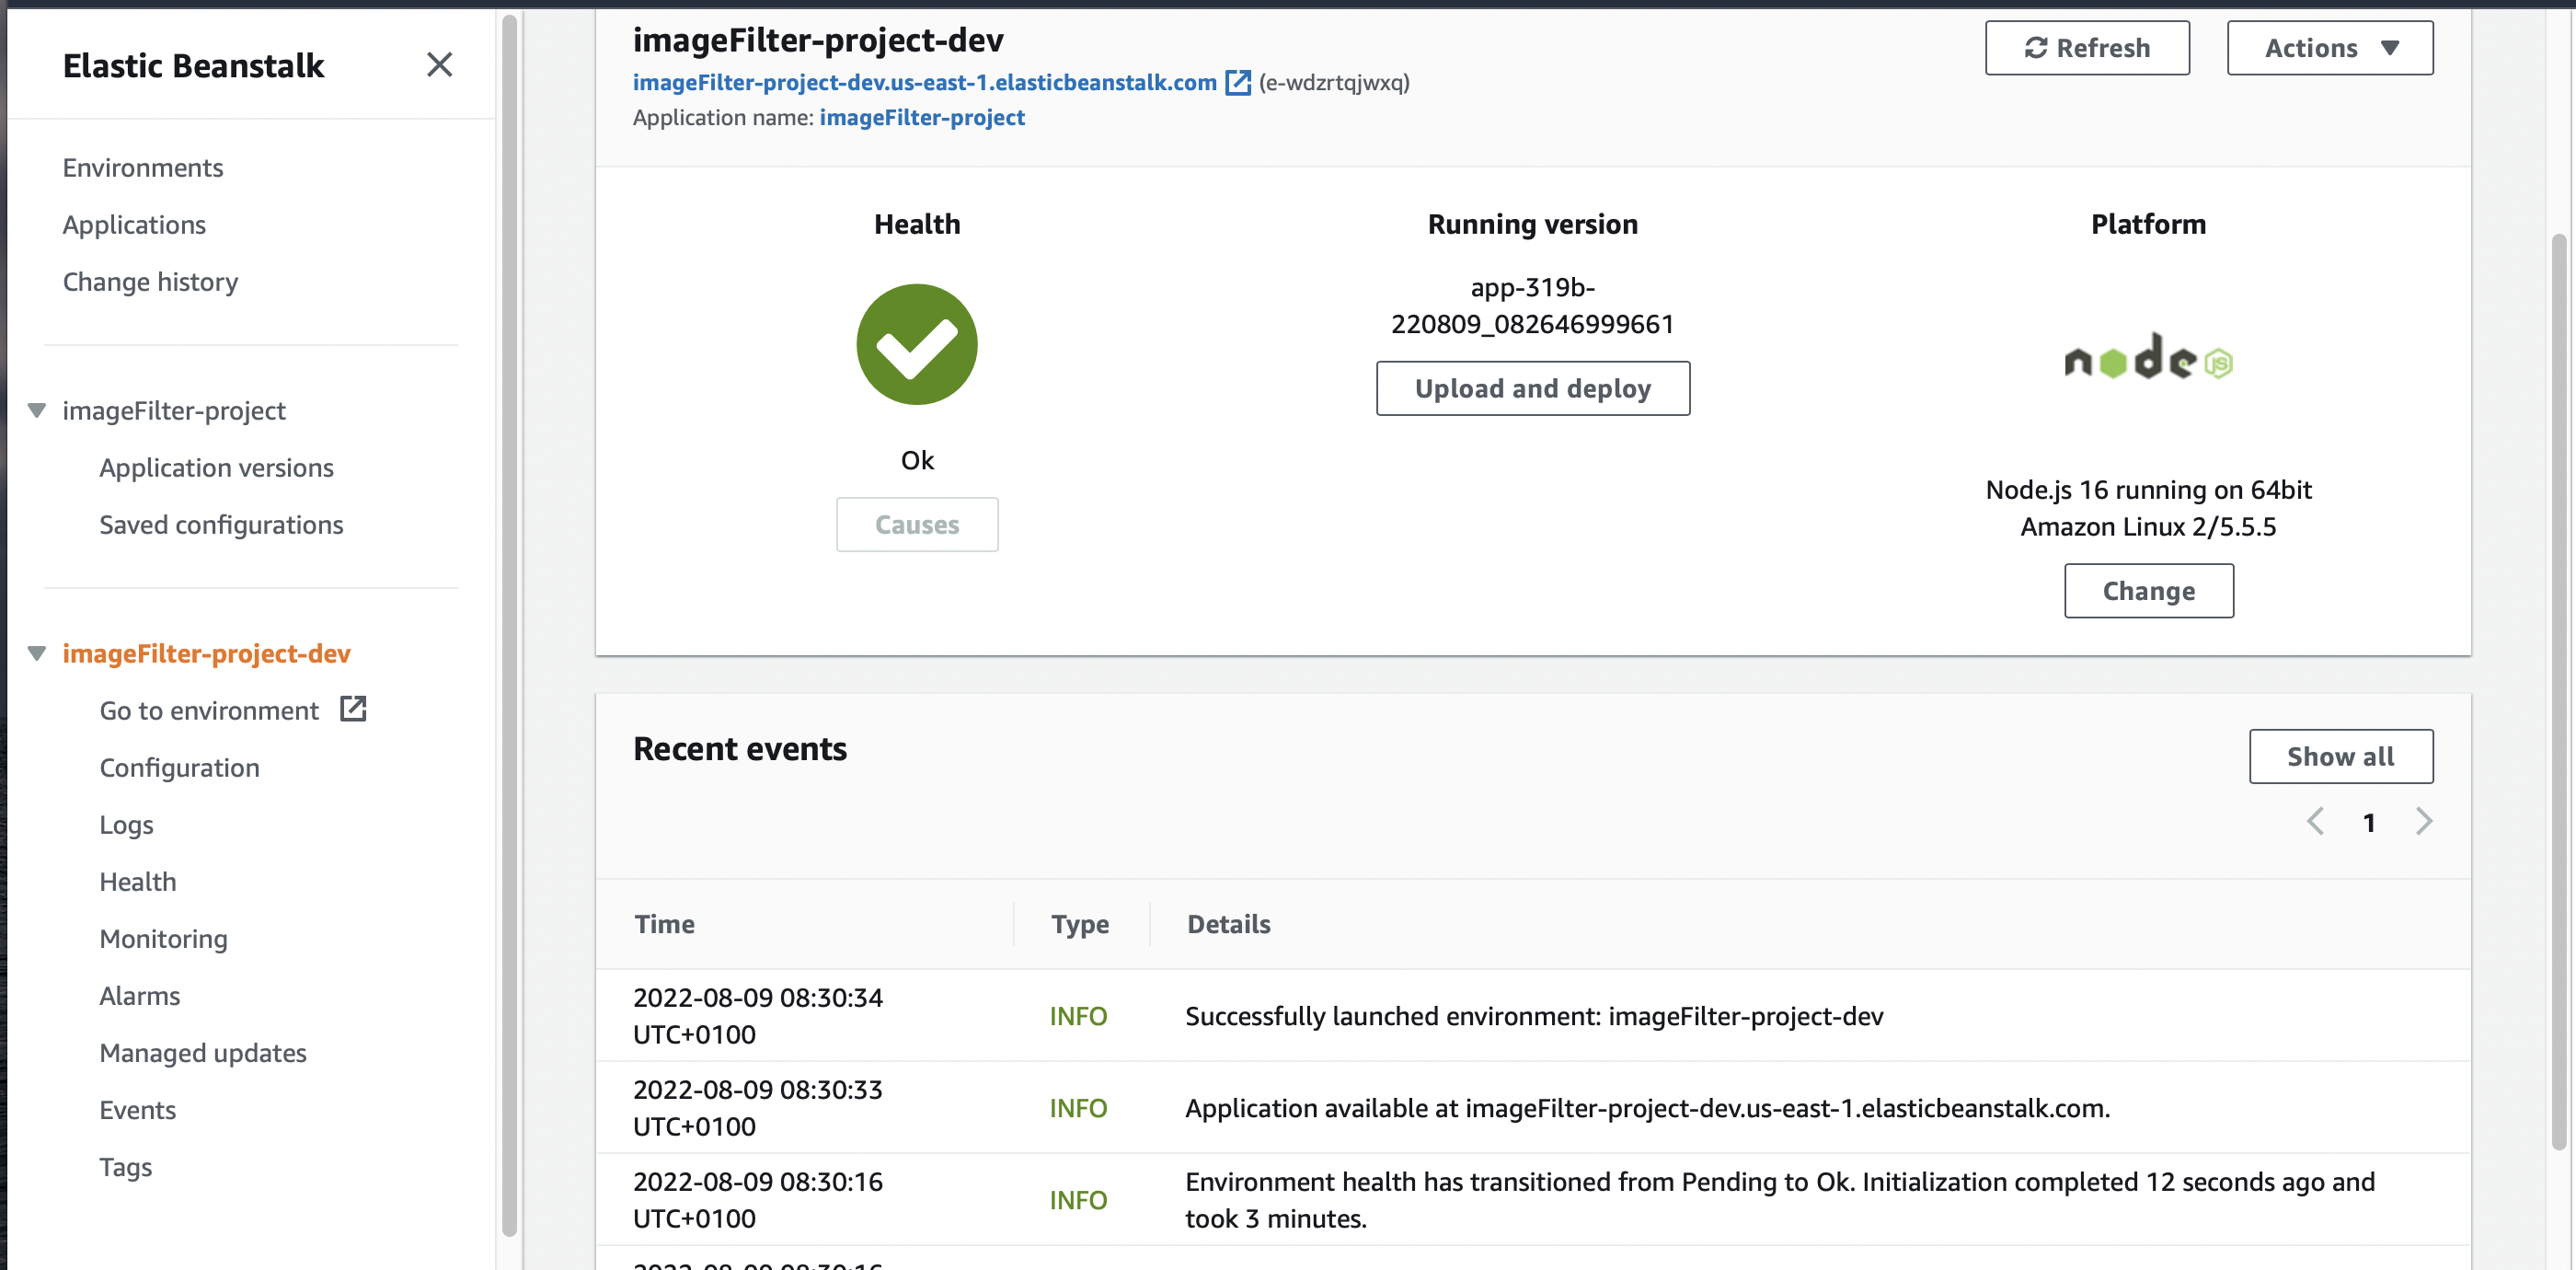 Elastic Beanstalk
Environments
Applications
Change history
imageFilter-project
Application versions
Saved configurations
imageFilter-project-dev
Go to environment
Configuration
Logs
Health
Monitoring
Alarms
Managed updates
Events
Tags
imageFilter-project-dev
Refresh
Actions
imageFilter-project-dev.us-east-1.elasticbeanstalk.com (e-wdzrtqjwxq)
Application name: imageFilter-project
Health
Ok
Causes
Running version
app-319b-
220809_082646999661
Upload and deploy
Platform
node JS
Node.js 16 running on 64bit
Amazon Linux 2/5.5.5
Change
Recent events
Show all
1
Time Type Details
2022-08-09 08:30:34
UTC+0100
INFO
Successfully launched environment: imageFilter-project-dev
2022-08-09 08:30:33
UTC+0100
INFO
Application available at imageFilter-project-dev.us-east-1.elasticbeanstalk.com.
2022-08-09 08:30:16
UTC+0100
INFO
Environment health has transitioned from Pending to Ok. Initialization completed 12 seconds ago and
took 3 minutes.